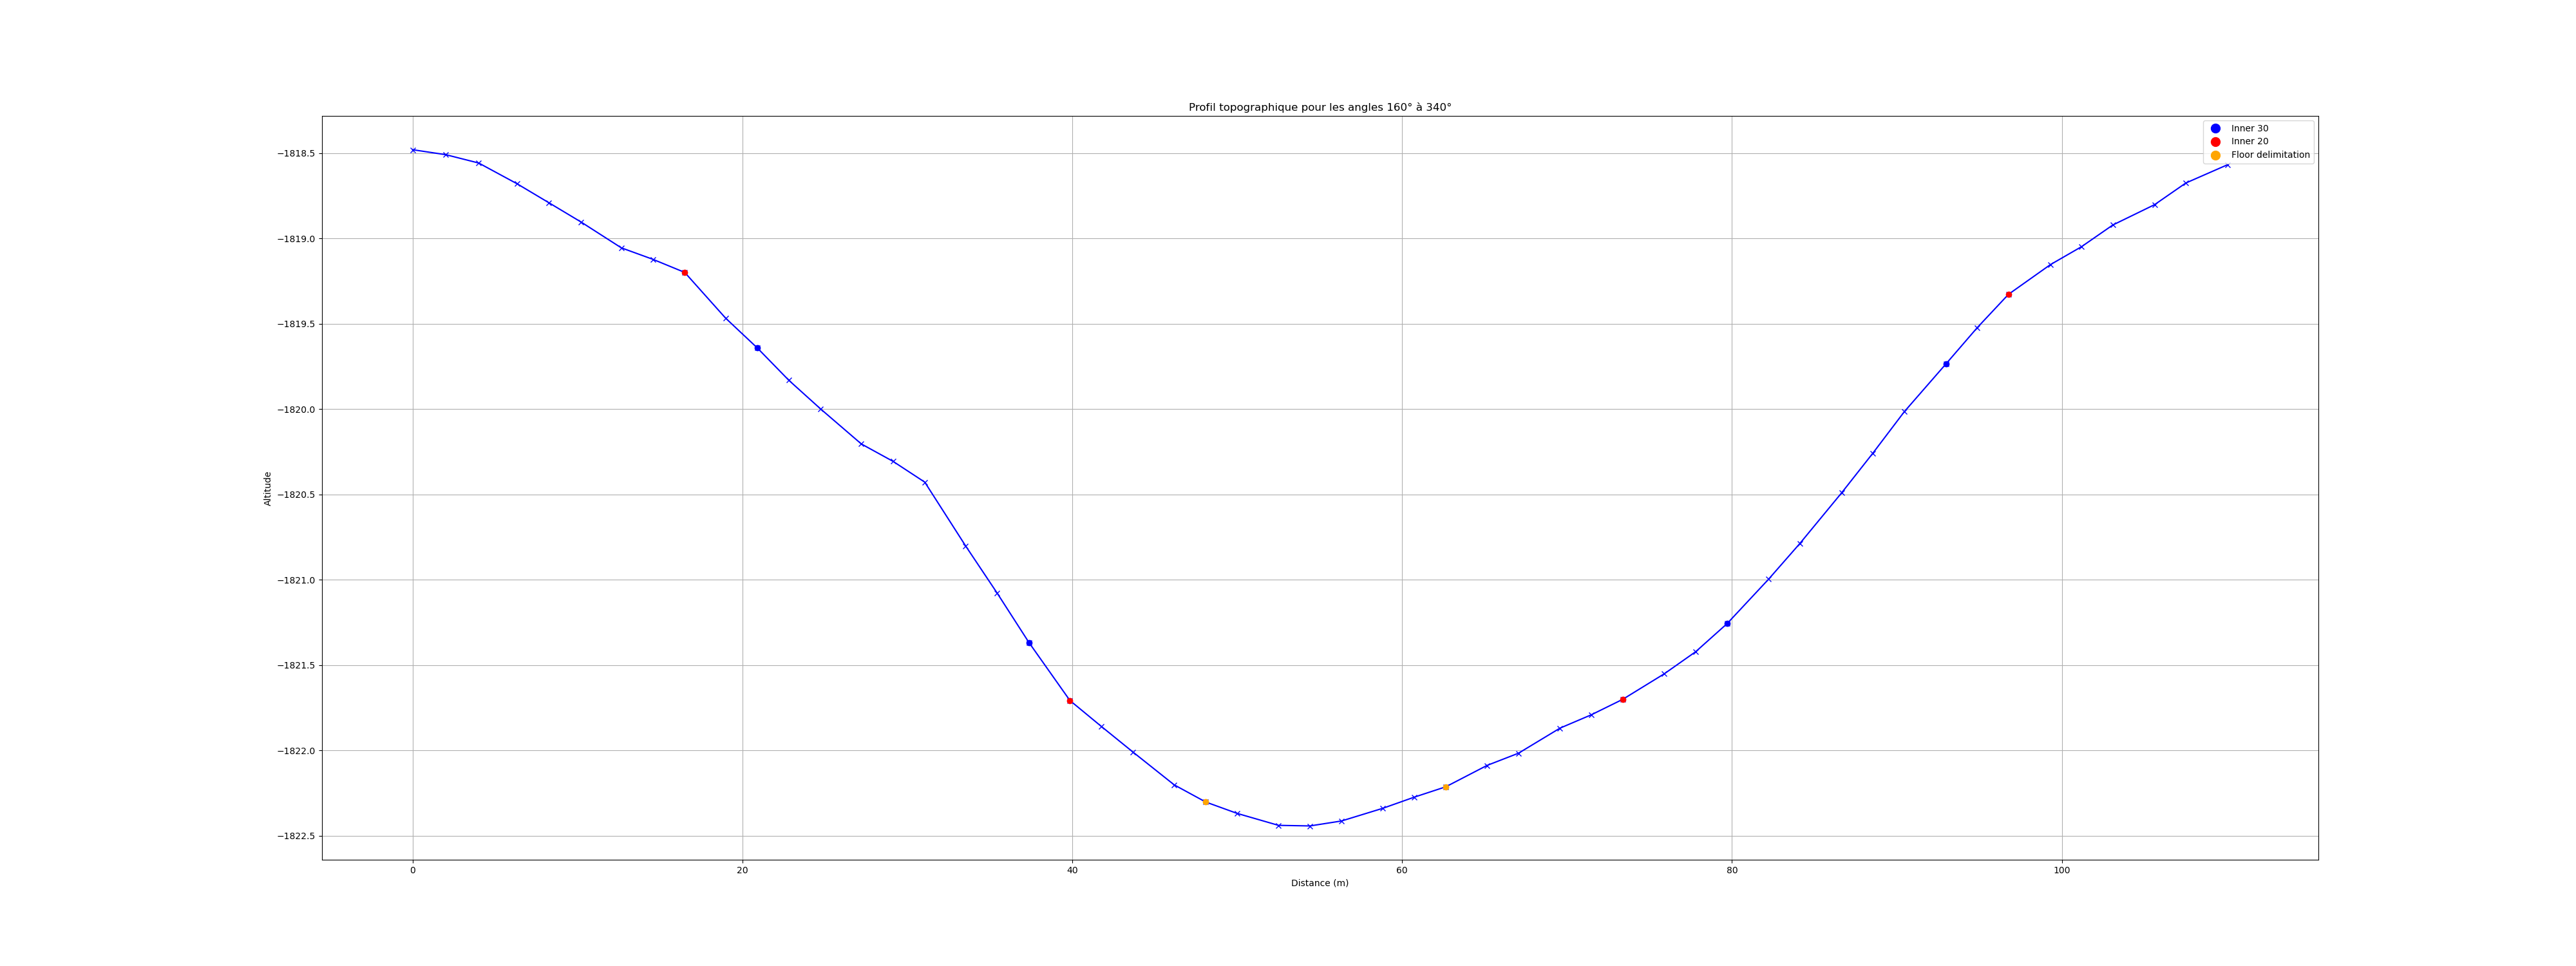 Profil topographique pour les angles 160° à 340°
Inner 30
Inner 20
Floor delimitation
−1818.5
−1819.0
−1819.5
−1820.0
−1820.5
−1821.0
−1821.5
−1822.0
−1822.5
Altitude
0 20 40 60 80 100
Distance (m)